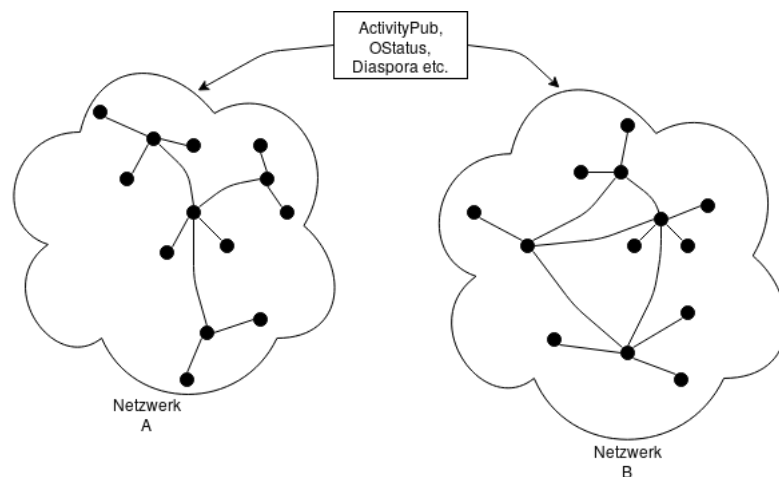 ActivityPub,
OStatus,
Diaspora etc.
Netzwerk
A
Netzwerk
B